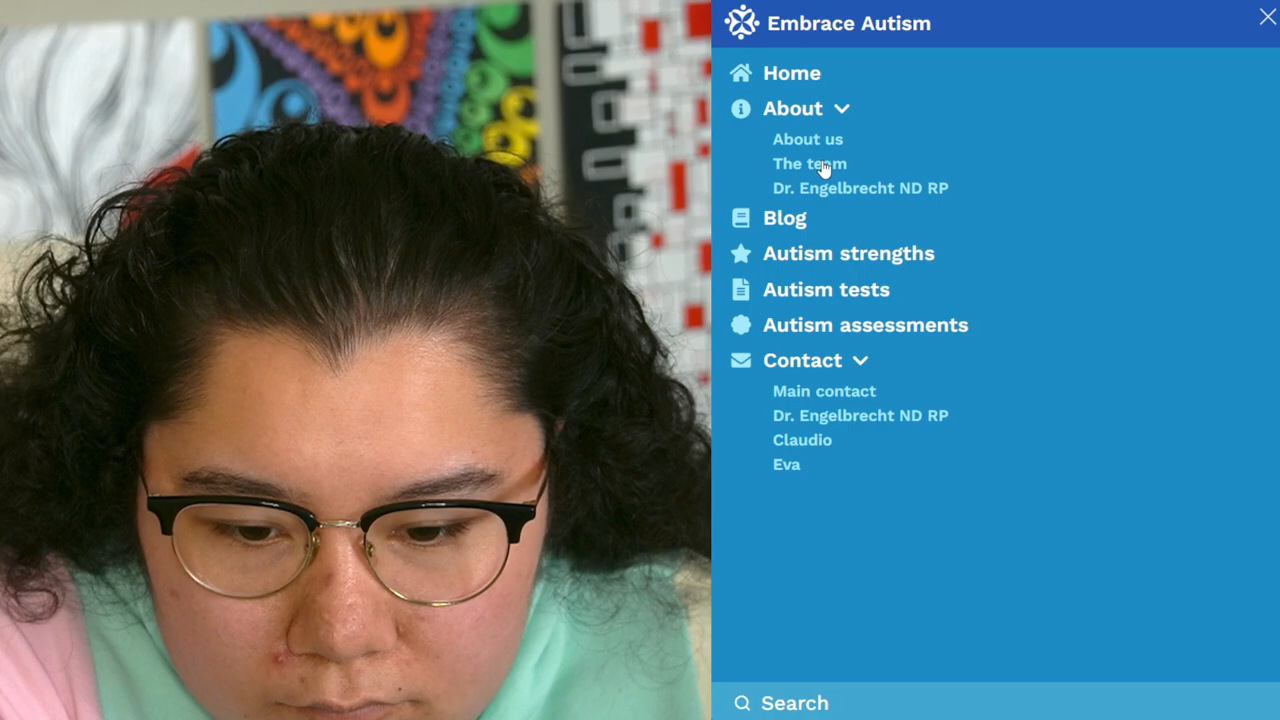 Embrace Autism
Home
About
About us
The team
Dr. Engelbrecht ND RP
Blog
Autism strengths
Autism tests
Autism assessments
Contact
Main contact
Dr. Engelbrecht ND RP
Claudio
Eva
Search